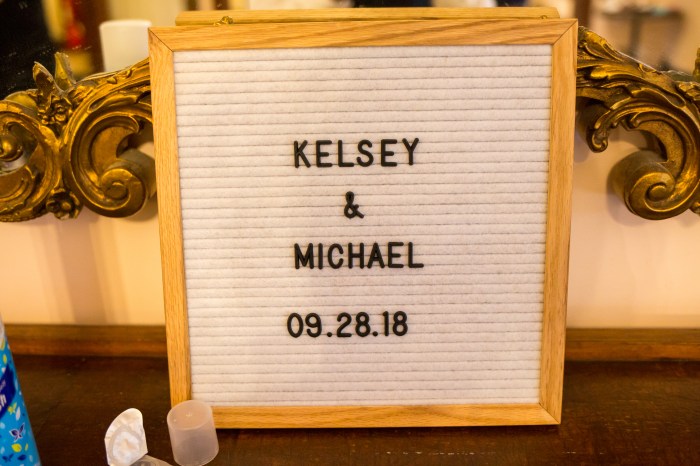 KELSEY
&
MICHAEL
09.28.18